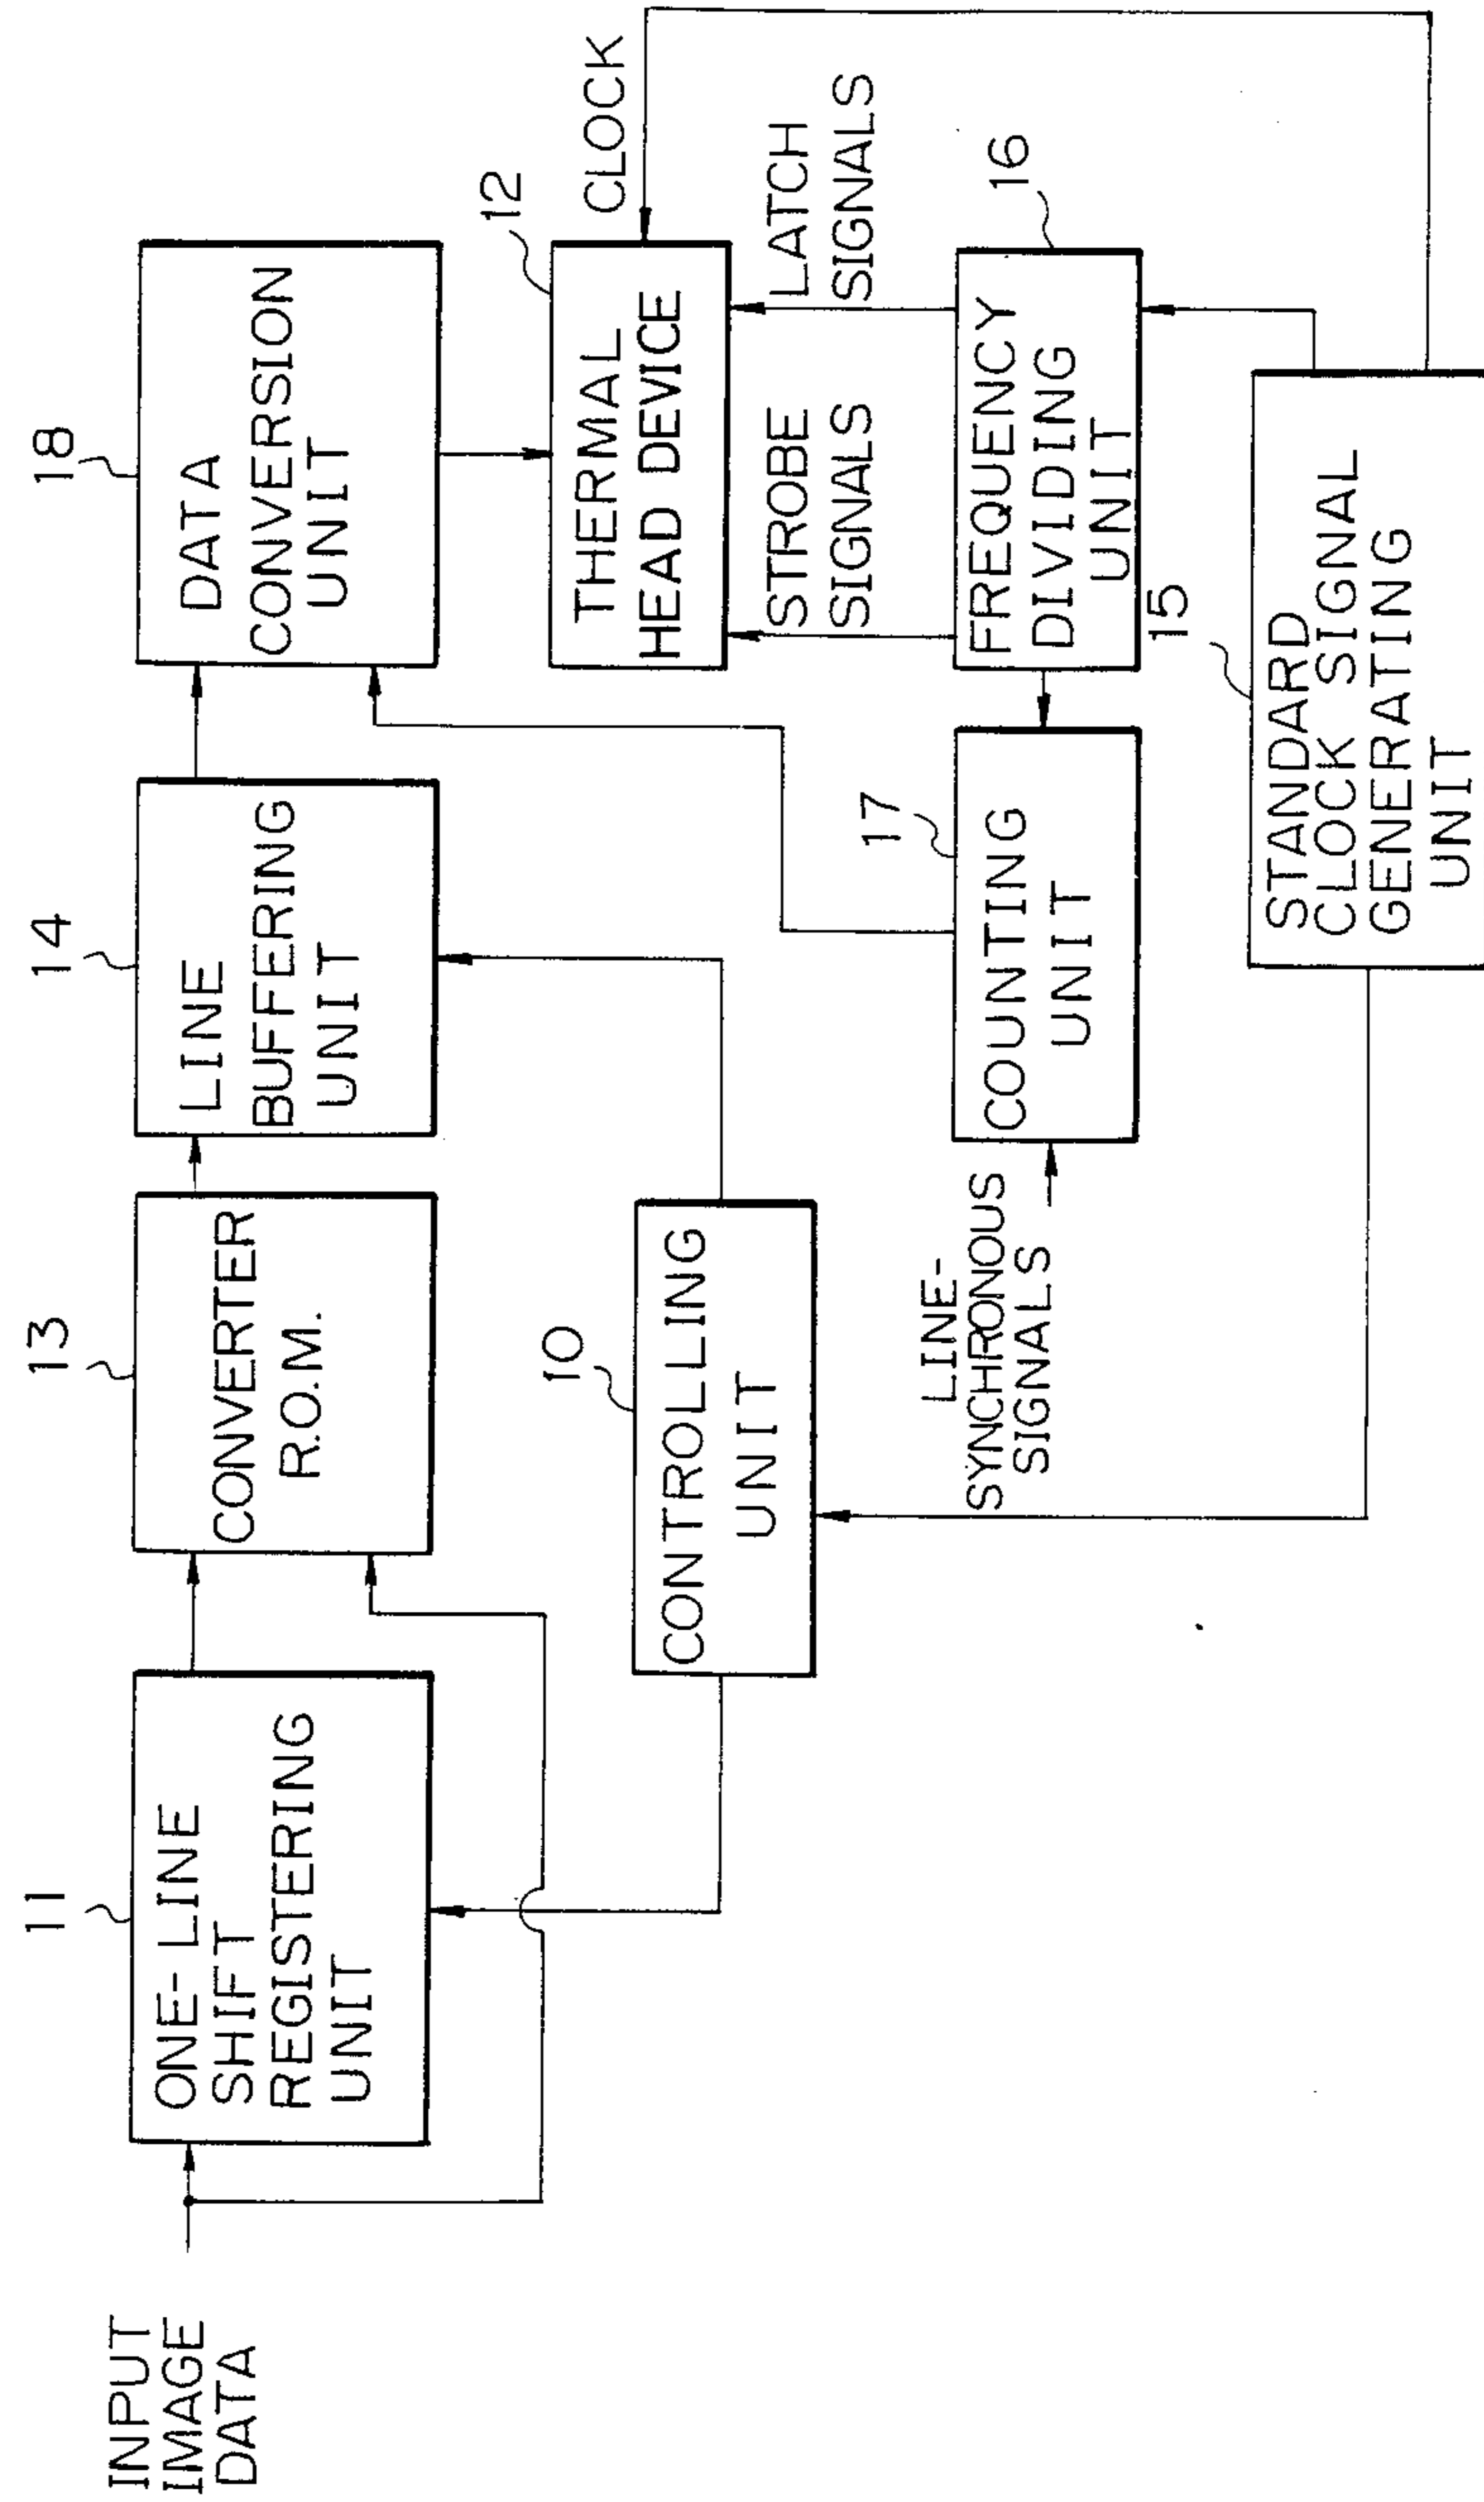 INPUT
IMAGE
DATA
11
ONE-LINE
SHIFT
REGISTERING
UNIT
13
CONVERTER
R.O.M.
14
LINE
BUFFERING
UNIT
18
DATA
CONVERSION
UNIT
10
CONTROLLING
UNIT
12
THERMAL
HEAD DEVICE
CLOCK
STROBE
SIGNALS
LATCH
SIGNALS
LINE-
SYNCHRONOUS
SIGNALS
17
COUNTING
UNIT
16
FREQUENCY
DIVIDING
UNIT
15
STANDARD
CLOCK SIGNAL
GENERATING
UNIT